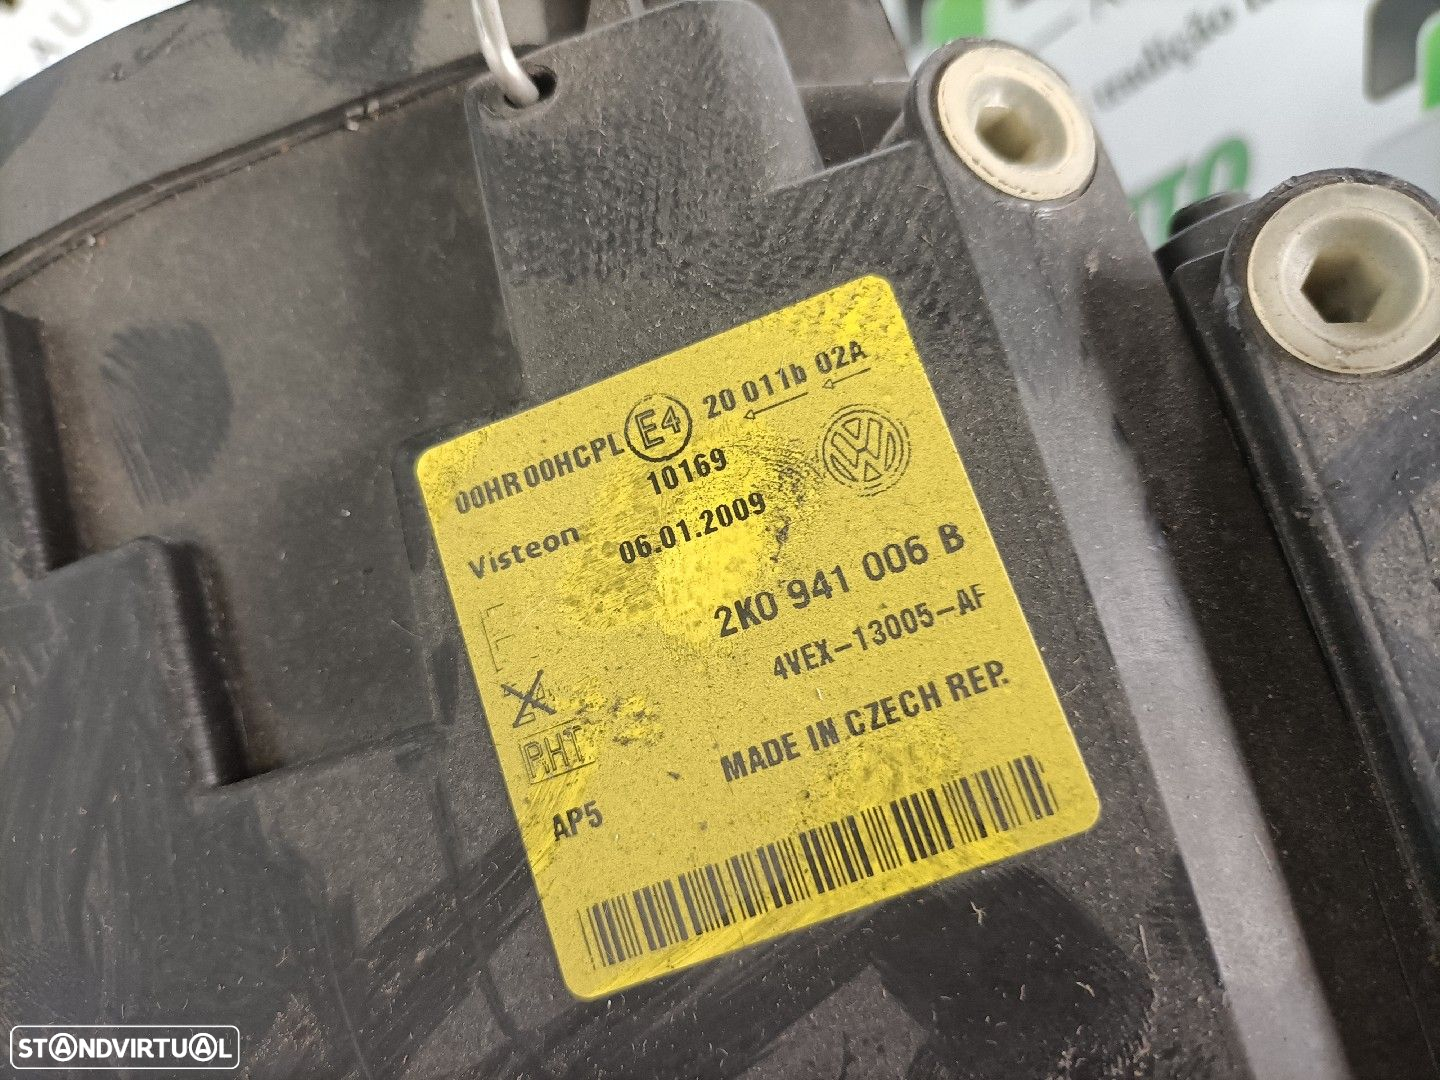 00HR 00HCPL E4 20 011b 02A
10169
Visteon 06.01.2009
2K0 941 006 B
4VEX-13005-AF
RHT
MADE IN CZECH REP.
AP5
STANDVIRTUAL